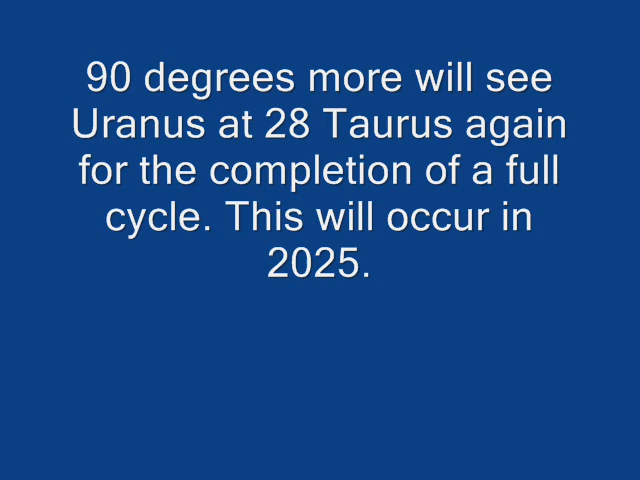 90 degrees more will see
Uranus at 28 Taurus again
for the completion of a full
cycle. This will occur in
2025.